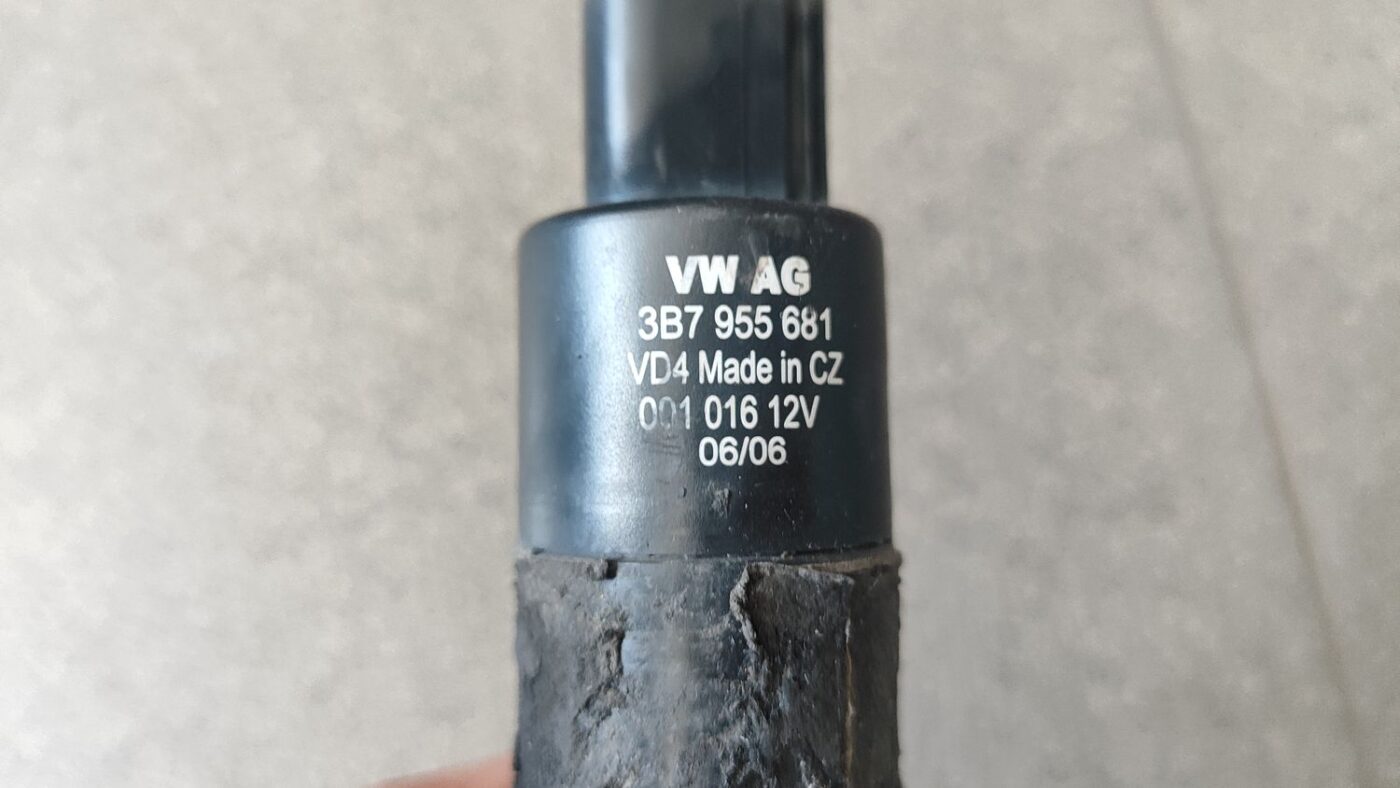 VW AG
3B7 955 681
VD4 Made in CZ
001 016 12V
06/06